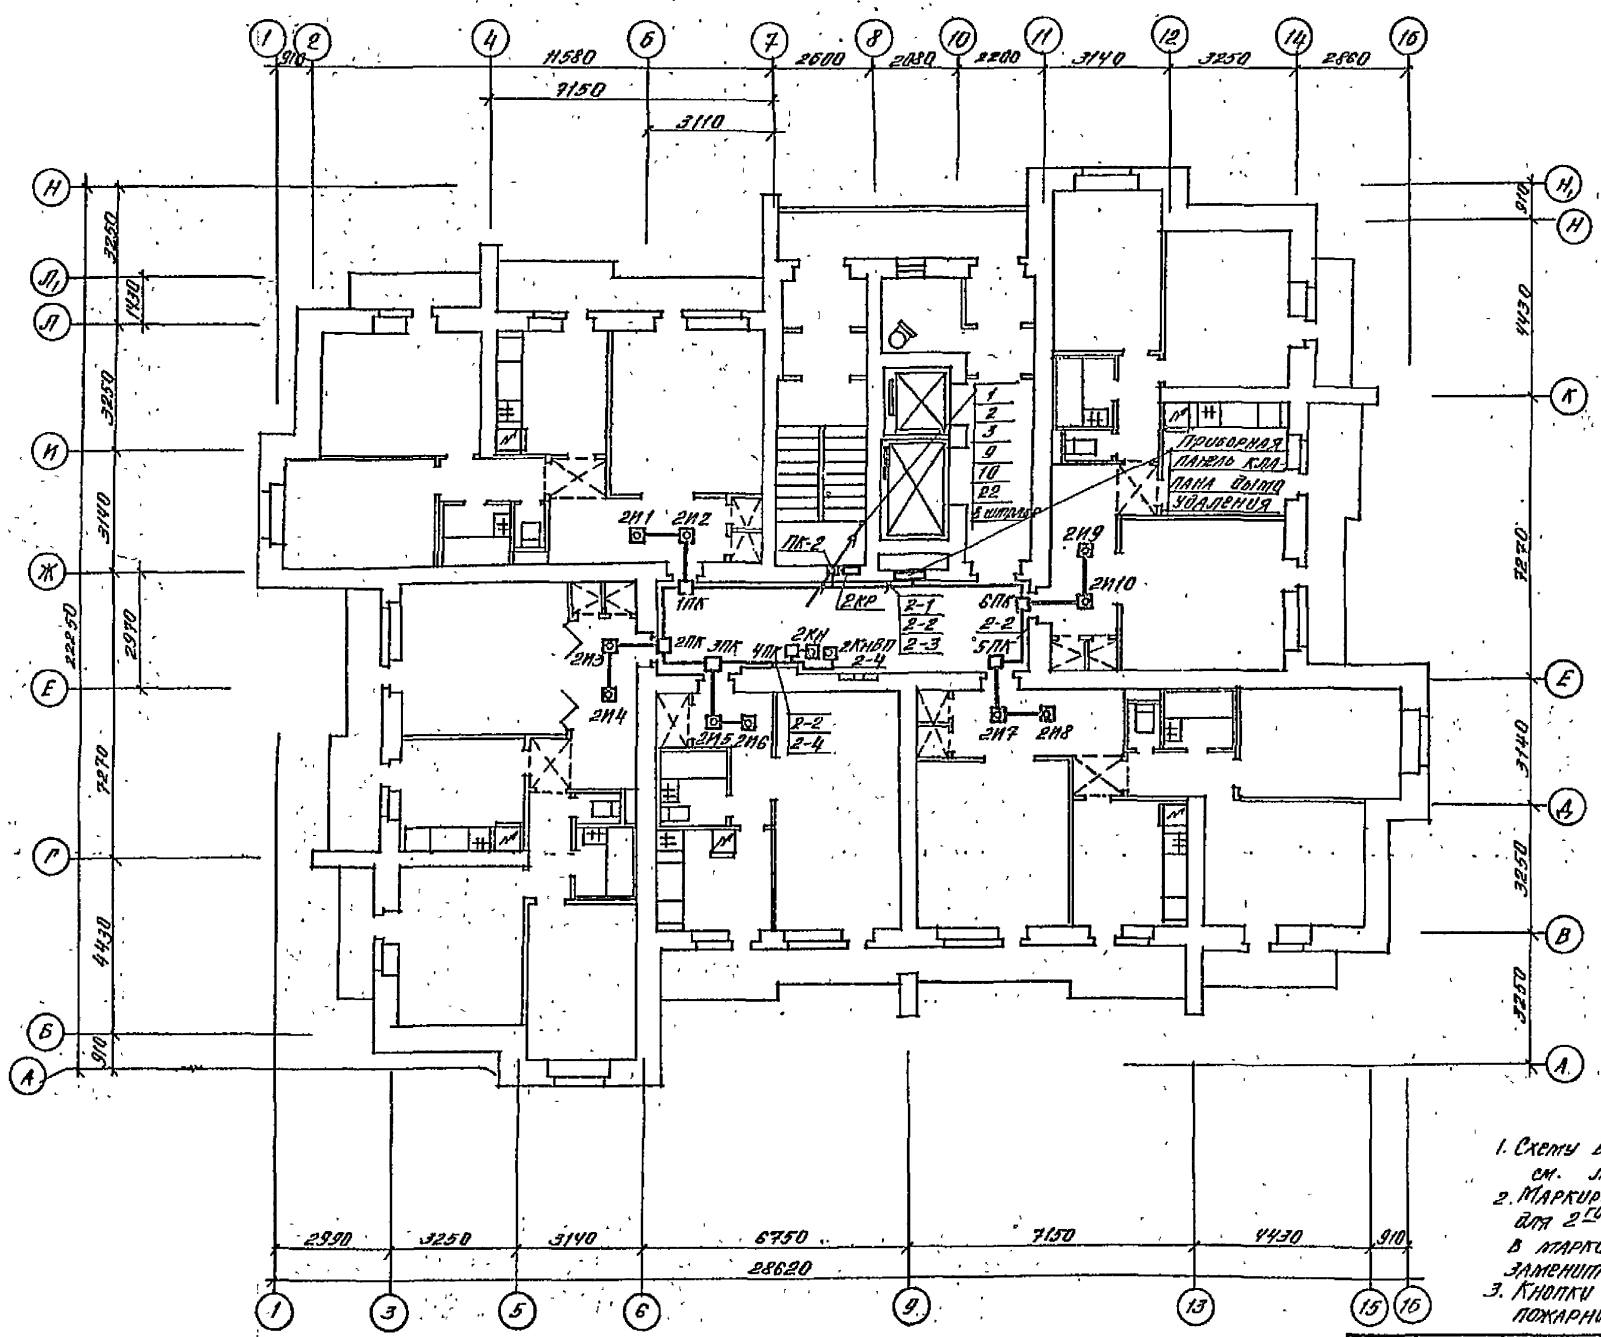 1 2 4 6 7 8 10 11 12 14 16
910 11580 2600 2080 2200 3140 3250 2860
7150
3110
Н
Л₁
Л
И
Ж
Е
Г
Б
А
3250
1430
3250
3140
2970
22250
7270
4430
910
Н₁
Н
К
Е
Д
В
А
910
4430
7270
3140
3250
3250
1
2
3
9
10
22
в штробе
ПРИБОРНАЯ
ПАНЕЛЬ КЛА-
ПАНА ДЫМО
УДАЛЕНИЯ
2И1 2И2
ПК-2
2И9
2И10
1ПК
2КР
2-1
2-2
2-3
6ПК
2-2
5ПК
2ПК 3ПК 4ПК
2КН 2КНВП
2-4
2И3
2И4
2И5 2И6
2-2
2-4
2И7 2И8
2990 3250 3140 6750 7150 4430 910
28620
1 3 5 6 9 13 15 16
1. Схему
см.
2. Маркир
для 2го
в марк
заменит
3. Кнопки
пожарн